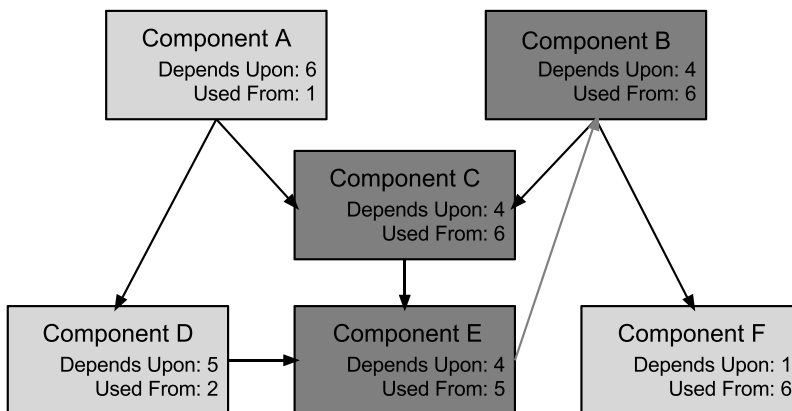 Component A
Depends Upon: 6
Used From: 1
Component B
Depends Upon: 4
Used From: 6
Component C
Depends Upon: 4
Used From: 6
Component D
Depends Upon: 5
Used From: 2
Component E
Depends Upon: 4
Used From: 5
Component F
Depends Upon: 1
Used From: 6